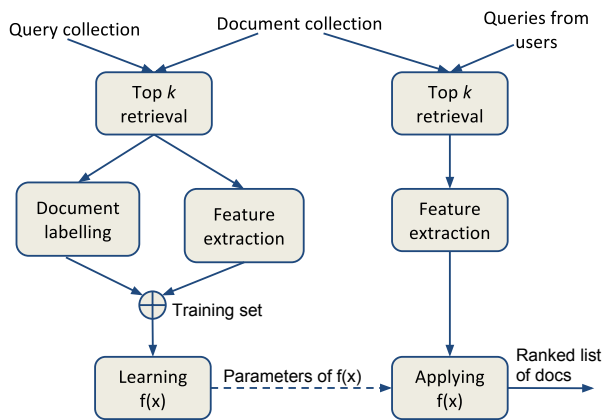 Query collection
Document collection
Queries from
users
Top k
retrieval
Top k
retrieval
Document
labelling
Feature
extraction
Feature
extraction
Training set
Learning
f(x)
Parameters of f(x)
Applying
f(x)
Ranked list
of docs